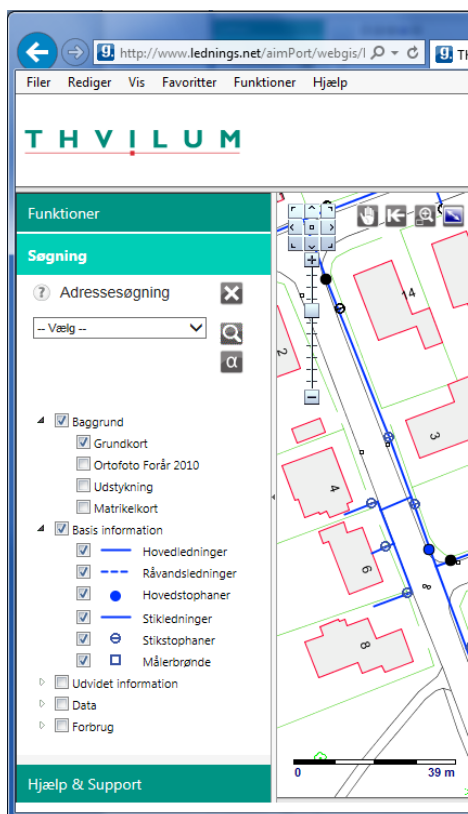 http://www.lednings.net/aimPort/webgis/
TH
Filer Rediger Vis Favoritter Funktioner Hjælp
THVILUM
Funktioner
Søgning
? Adressesøgning
-- Vælg --
α
Baggrund
Grundkort
Ortofoto Forår 2010
Udstykning
Matrikelkort
Basis information
Hovedledninger
Råvandsledninger
Hovedstophaner
Stikledninger
Stikstophaner
Målerbrønde
Udvidet information
Data
Forbrug
Hjælp & Support
14
2
3
4
6
8
0 39 m